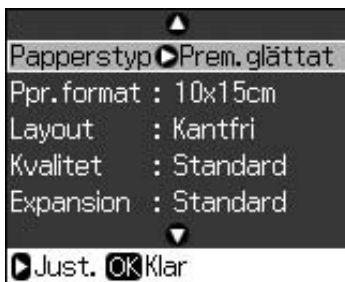 Papperstyp Prem.glättat
Ppr.format : 10x15cm
Layout : Kantfri
Kvalitet : Standard
Expansion : Standard
Just. OK Klar